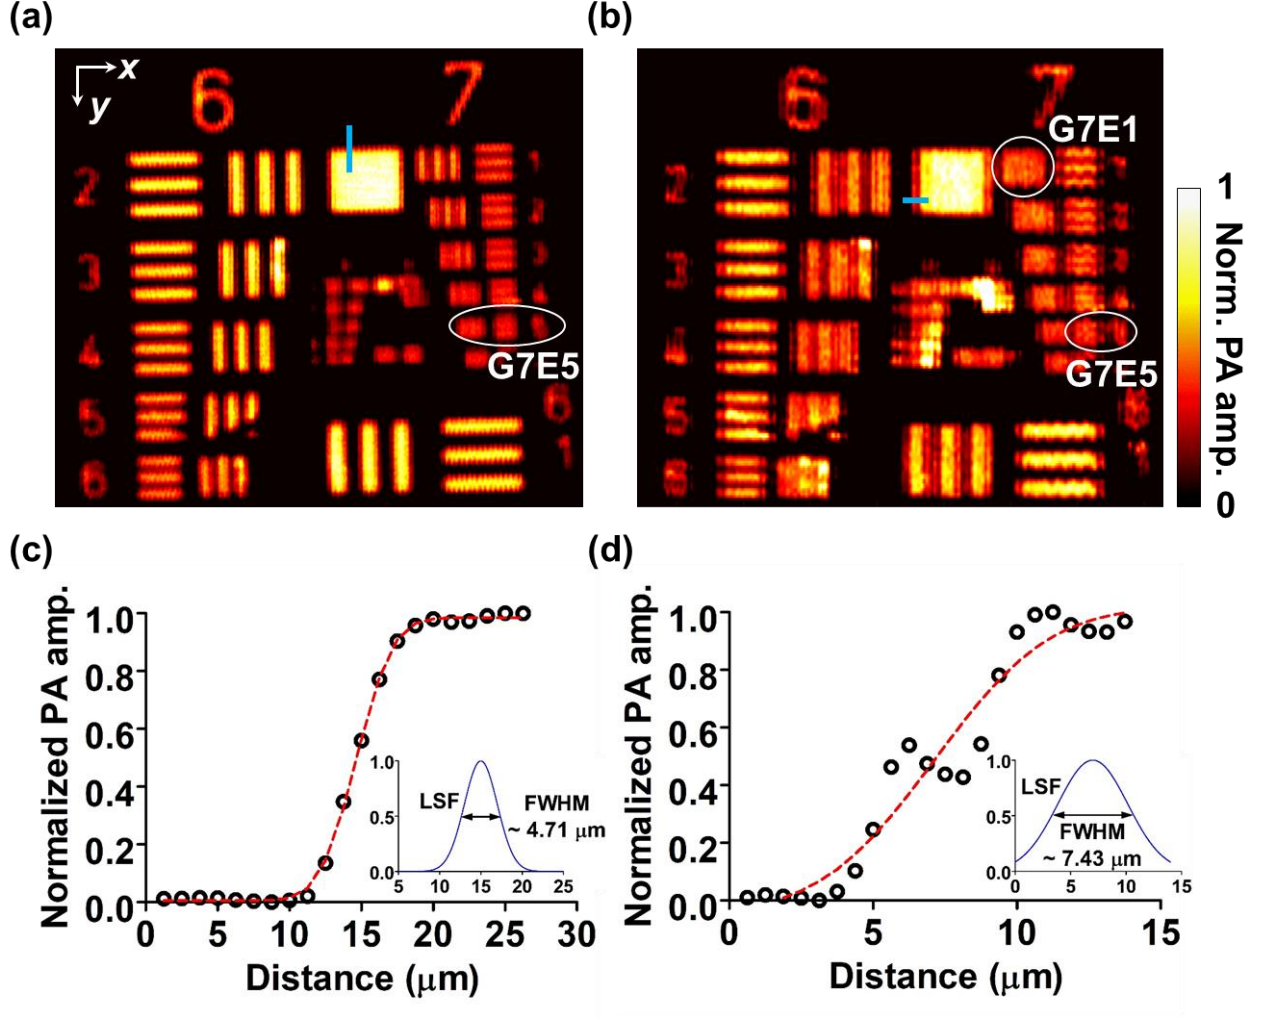 (a)
(b)
x
y
6
7
2
3
4
5
6
1
2
3
G7E5
6
1
6
7
G7E1
2
3
4
5
6
G7E5
1
Norm. PA amp.
0
(c)
(d)
Normalized PA amp.
1.0
0.8
0.6
0.4
0.2
0.0
0 5 10 15 20 25 30
Distance (μm)
1.0
0.5
0.0
5 10 15 20 25
LSF
FWHM
~ 4.71 μm
Normalized PA amp.
1.0
0.8
0.6
0.4
0.2
0.0
0 5 10 15
Distance (μm)
1.0
0.5
0.0
0 5 10 15
LSF
FWHM
~ 7.43 μm